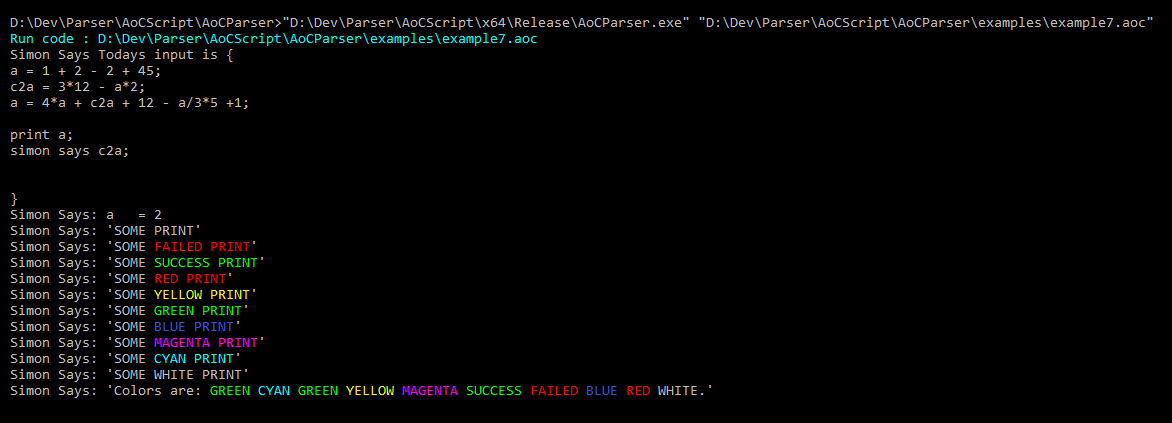 D:\Dev\Parser\AoCScript\AoCParser>"D:\Dev\Parser\AoCScript\x64\Release\AoCParser.exe" "D:\Dev\Parser\AoCScript\AoCParser\examples\example7.aoc"
Run code : D:\Dev\Parser\AoCScript\AoCParser\examples\example7.aoc
Simon Says Todays input is {
a = 1 + 2 - 2 + 45;
c2a = 3*12 - a*2;
a = 4*a + c2a + 12 - a/3*5 +1;
print a;
simon says c2a;
}
Simon Says: a   = 2
Simon Says: 'SOME PRINT'
Simon Says: 'SOME FAILED PRINT'
Simon Says: 'SOME SUCCESS PRINT'
Simon Says: 'SOME RED PRINT'
Simon Says: 'SOME YELLOW PRINT'
Simon Says: 'SOME GREEN PRINT'
Simon Says: 'SOME BLUE PRINT'
Simon Says: 'SOME MAGENTA PRINT'
Simon Says: 'SOME CYAN PRINT'
Simon Says: 'SOME WHITE PRINT'
Simon Says: 'Colors are: GREEN CYAN GREEN YELLOW MAGENTA SUCCESS FAILED BLUE RED WHITE.'